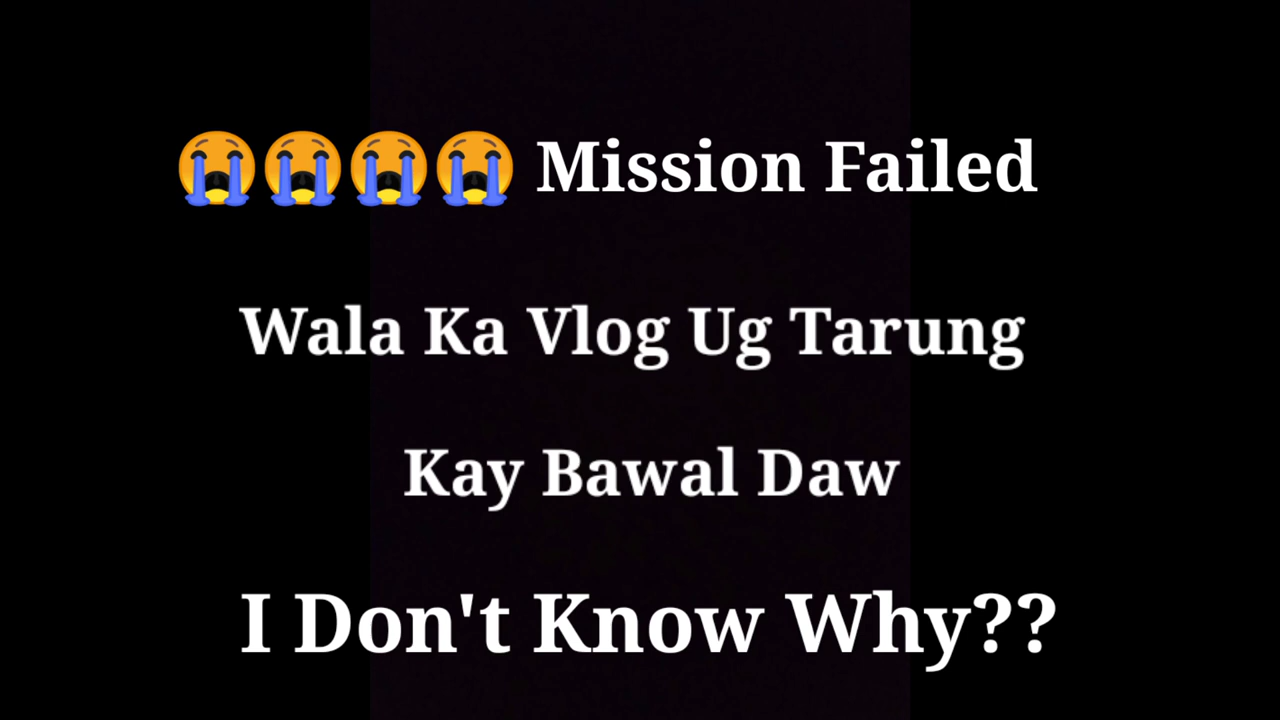 😭😭😭😭 Mission Failed
Wala Ka Vlog Ug Tarung
Kay Bawal Daw
I Don't Know Why??